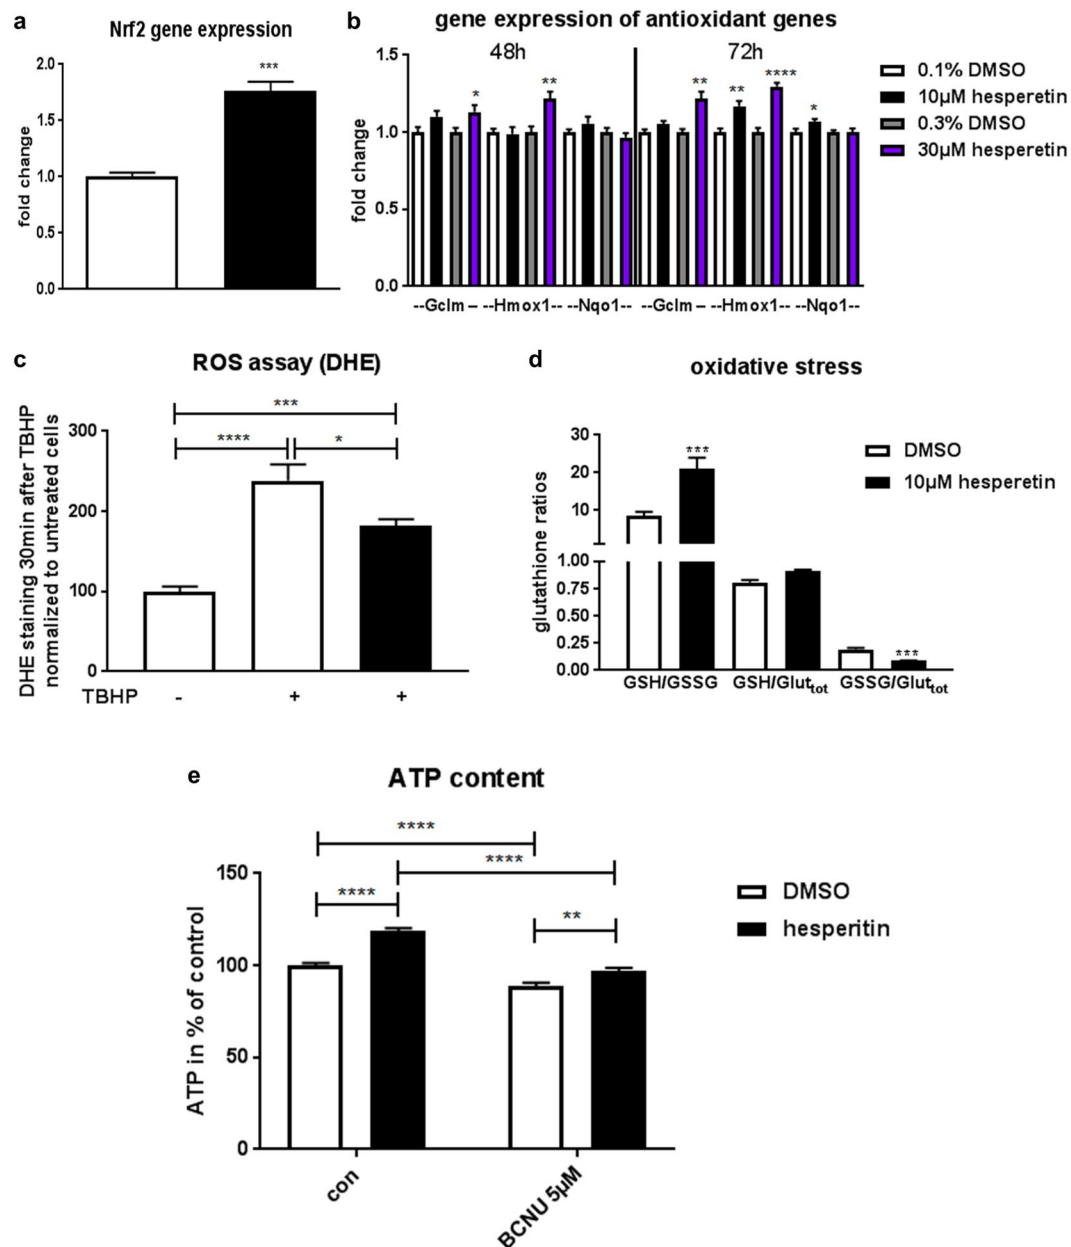 a
Nrf2 gene expression
***
2.0
1.5
1.0
0.5
0.0
fold change
b
gene expression of antioxidant genes
48h
72h
1.5
1.0
0.5
0.0
fold change
*
**
**
**
****
*
--Gclm – --Hmox1-- --Nqo1-- --Gclm – --Hmox1-- --Nqo1--
0.1% DMSO
10µM hesperetin
0.3% DMSO
30µM hesperetin
c
ROS assay (DHE)
***
****
*
300
200
100
0
DHE staining 30min after TBHP
normalized to untreated cells
TBHP - + +
d
oxidative stress
30
20
10
1.00
0.75
0.50
0.25
0.00
glutathione ratios
***
***
GSH/GSSG GSH/Glut tot GSSG/Glut tot
DMSO
10µM hesperetin
e
ATP content
****
****
****
**
150
100
50
0
ATP in % of control
con
BCNU 5µM
DMSO
hesperitin